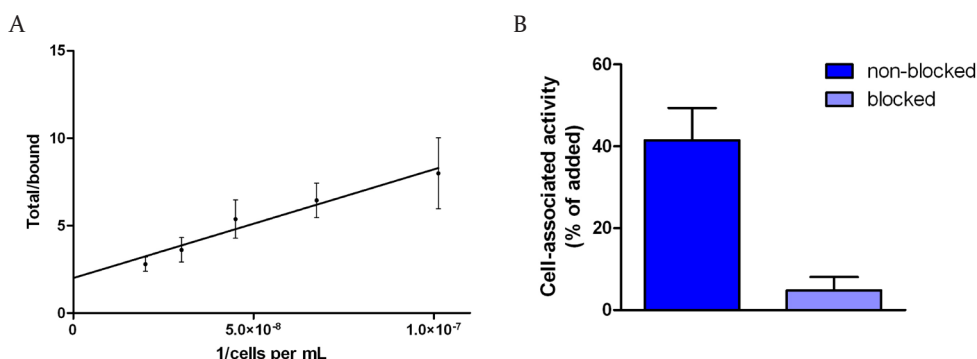 A
15
10
5
0
Total/bound
0
5.0×10⁻⁸
1.0×10⁻⁷
1/cells per mL
B
non-blocked
blocked
60
40
20
0
Cell-associated activity
(% of added)